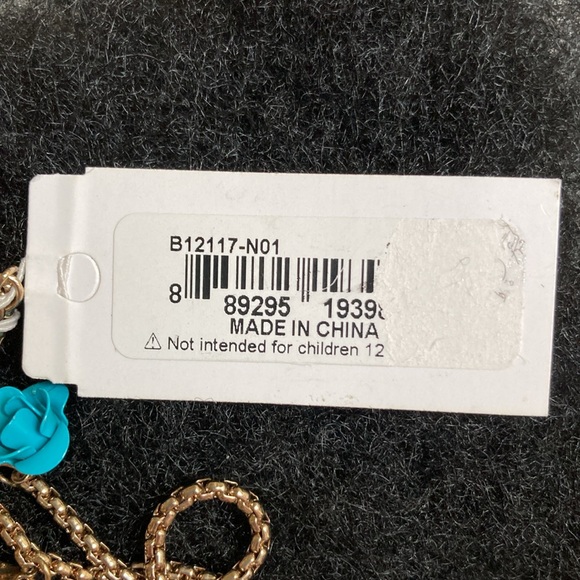 B12117-N01
8 89295 1939
MADE IN CHINA
⚠ Not intended for children 12